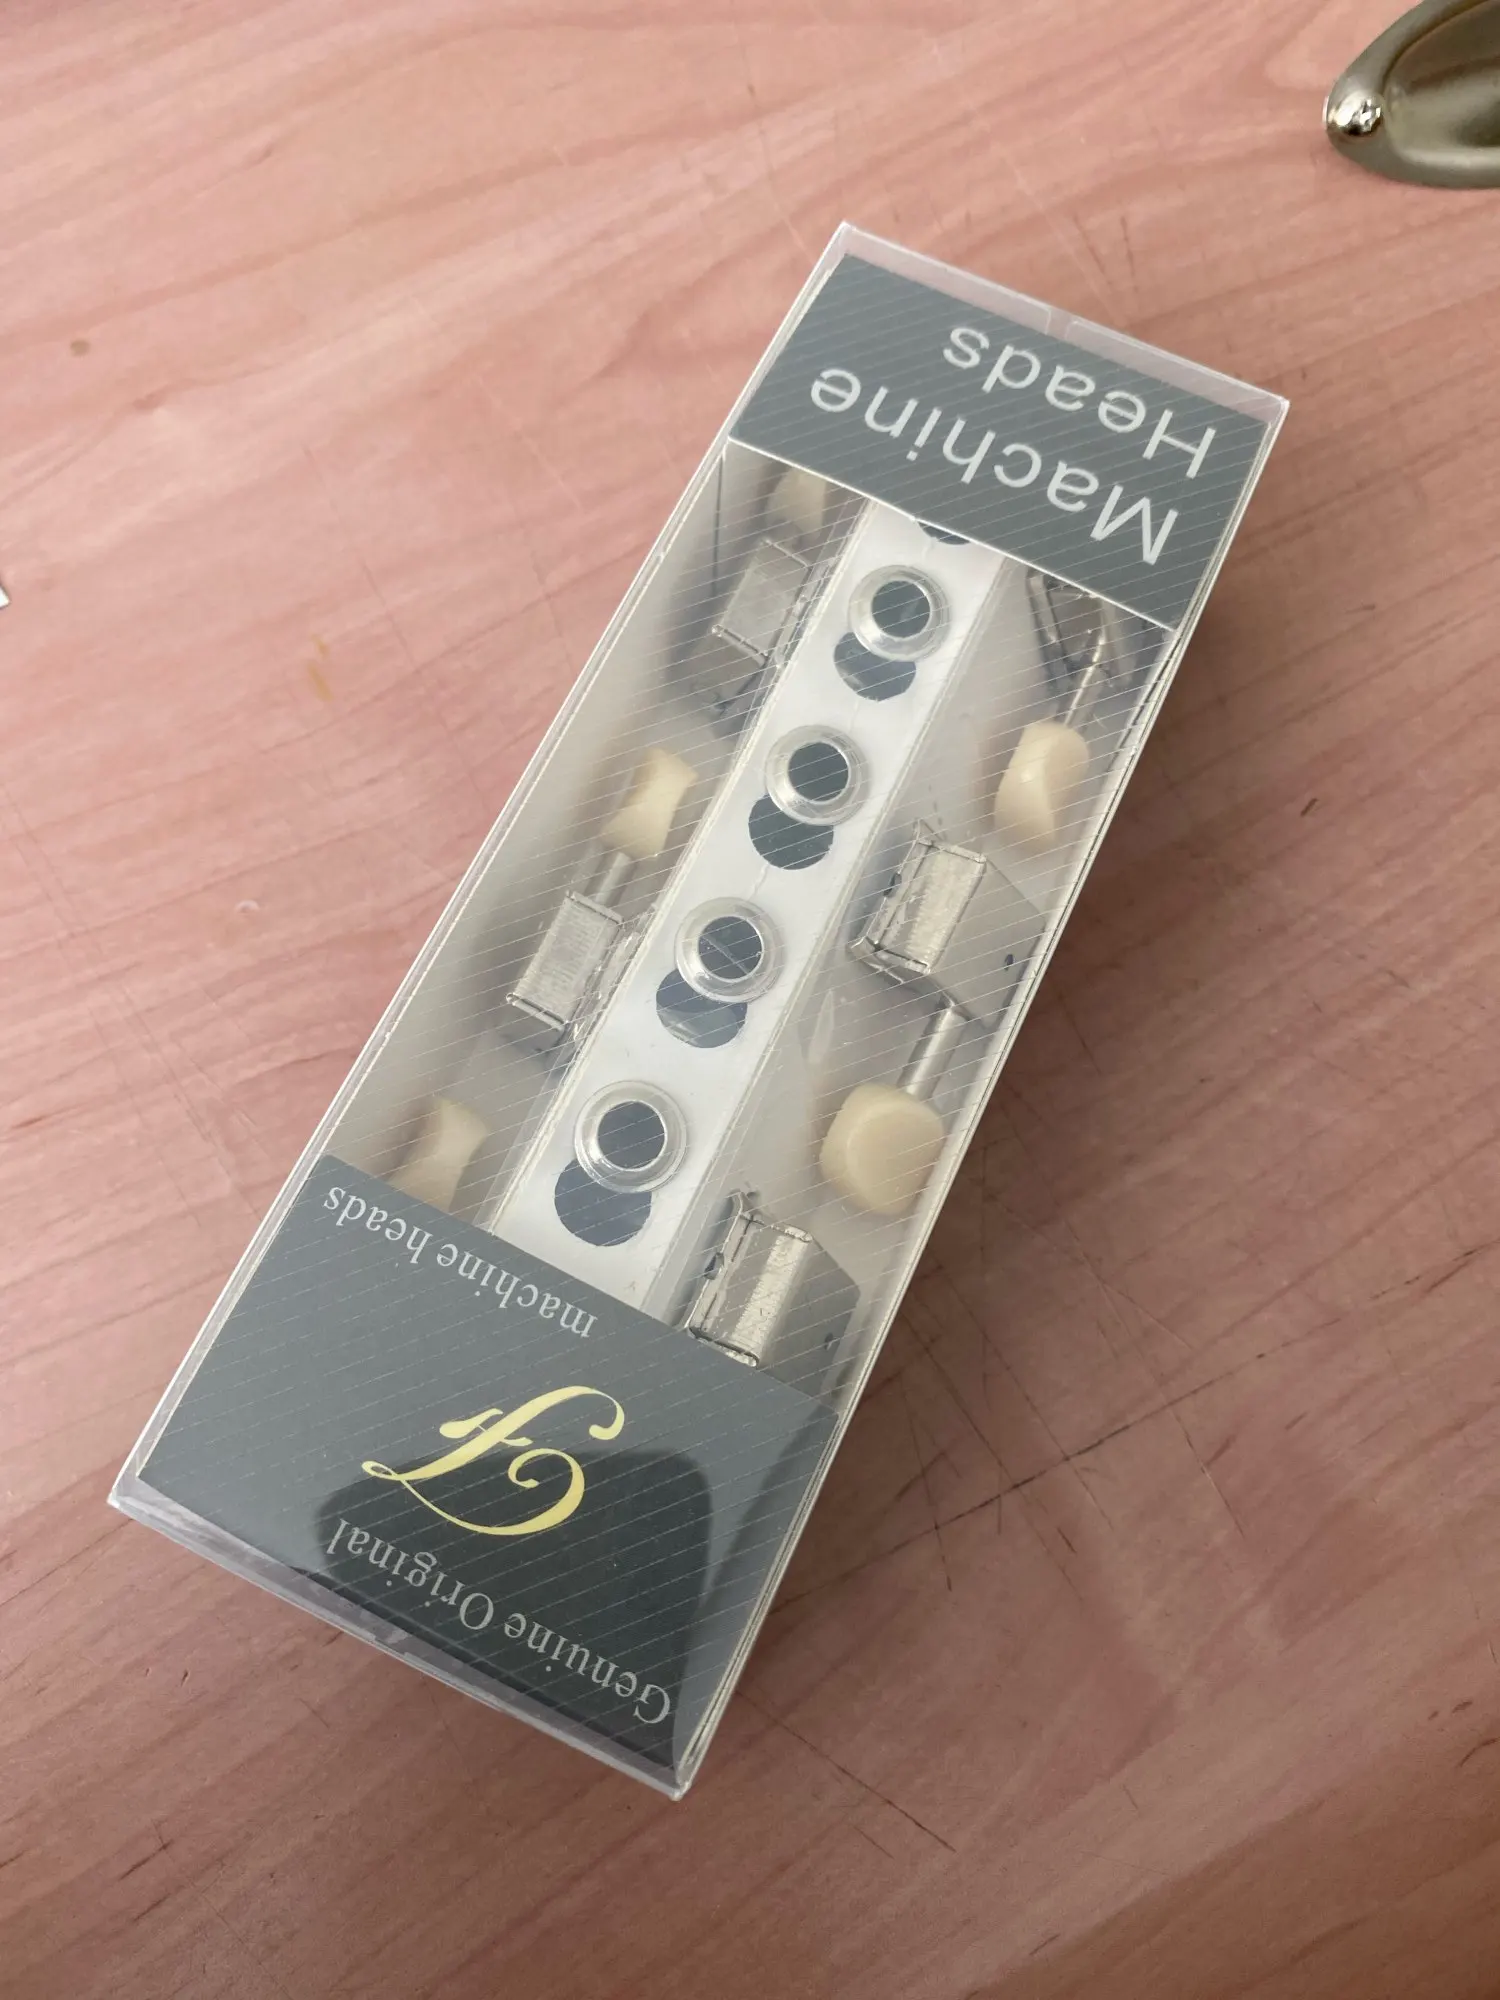 Genuine Original
machine heads
Machine
Heads